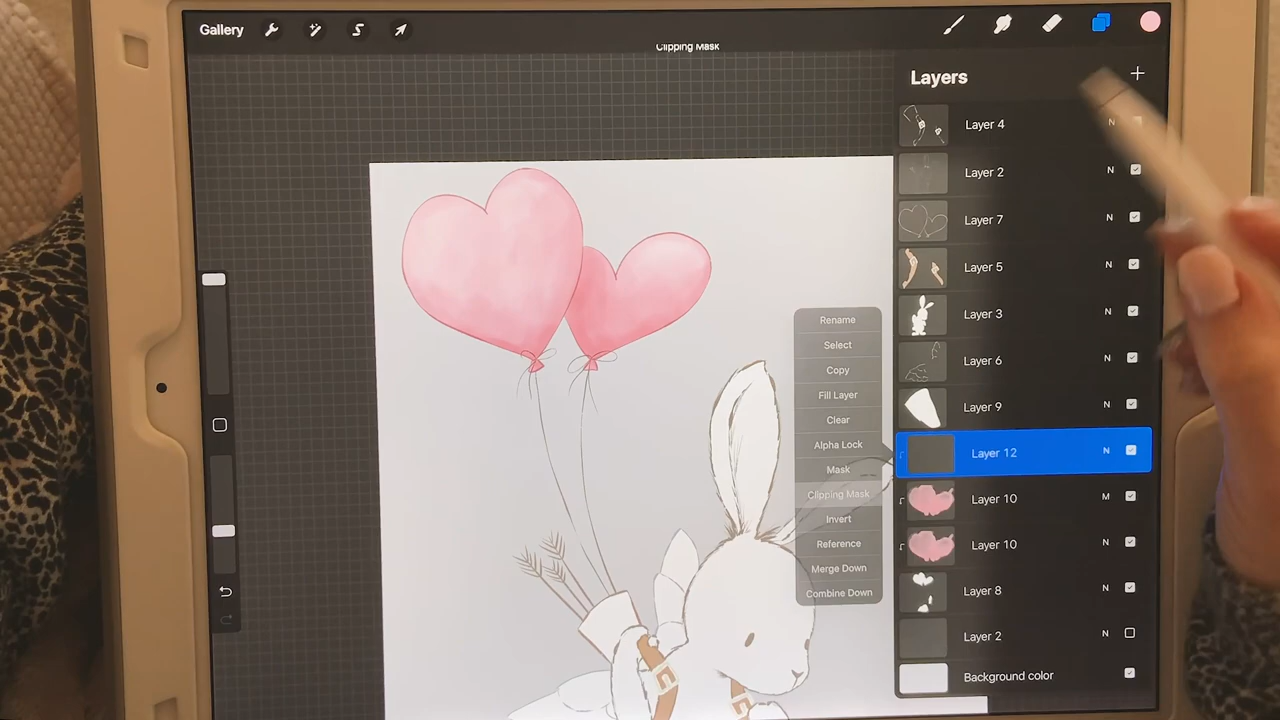 Gallery
Clipping Mask
Layers
Layer 4 N
Layer 2 N
Layer 7 N
Layer 5 N
Layer 3 N
Layer 6 N
Layer 9 N
Layer 12 N
Layer 10 M
Layer 10 N
Layer 8 N
Layer 2 N
Background color
Rename
Select
Copy
Fill Layer
Clear
Alpha Lock
Mask
Clipping Mask
Invert
Reference
Merge Down
Combine Down